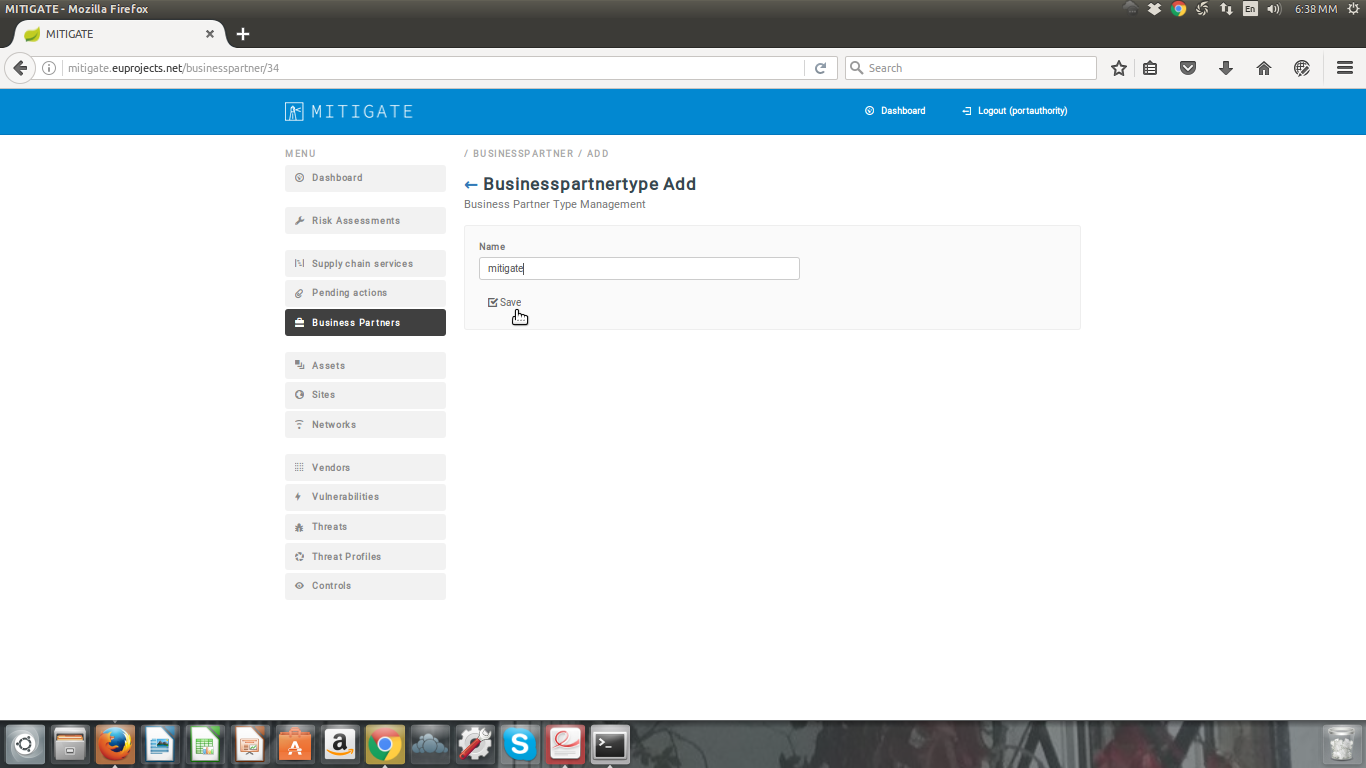 MITIGATE - Mozilla Firefox
En
6:38 ΜΜ
MITIGATE
mitigate.euprojects.net/businesspartner/34
Search
MITIGATE
Dashboard
Logout (portauthority)
MENU
Dashboard
Risk Assessments
Supply chain services
Pending actions
Business Partners
Assets
Sites
Networks
Vendors
Vulnerabilities
Threats
Threat Profiles
Controls
/ BUSINESSPARTNER / ADD
← Businesspartnertype Add
Business Partner Type Management
Name
mitigate
Save